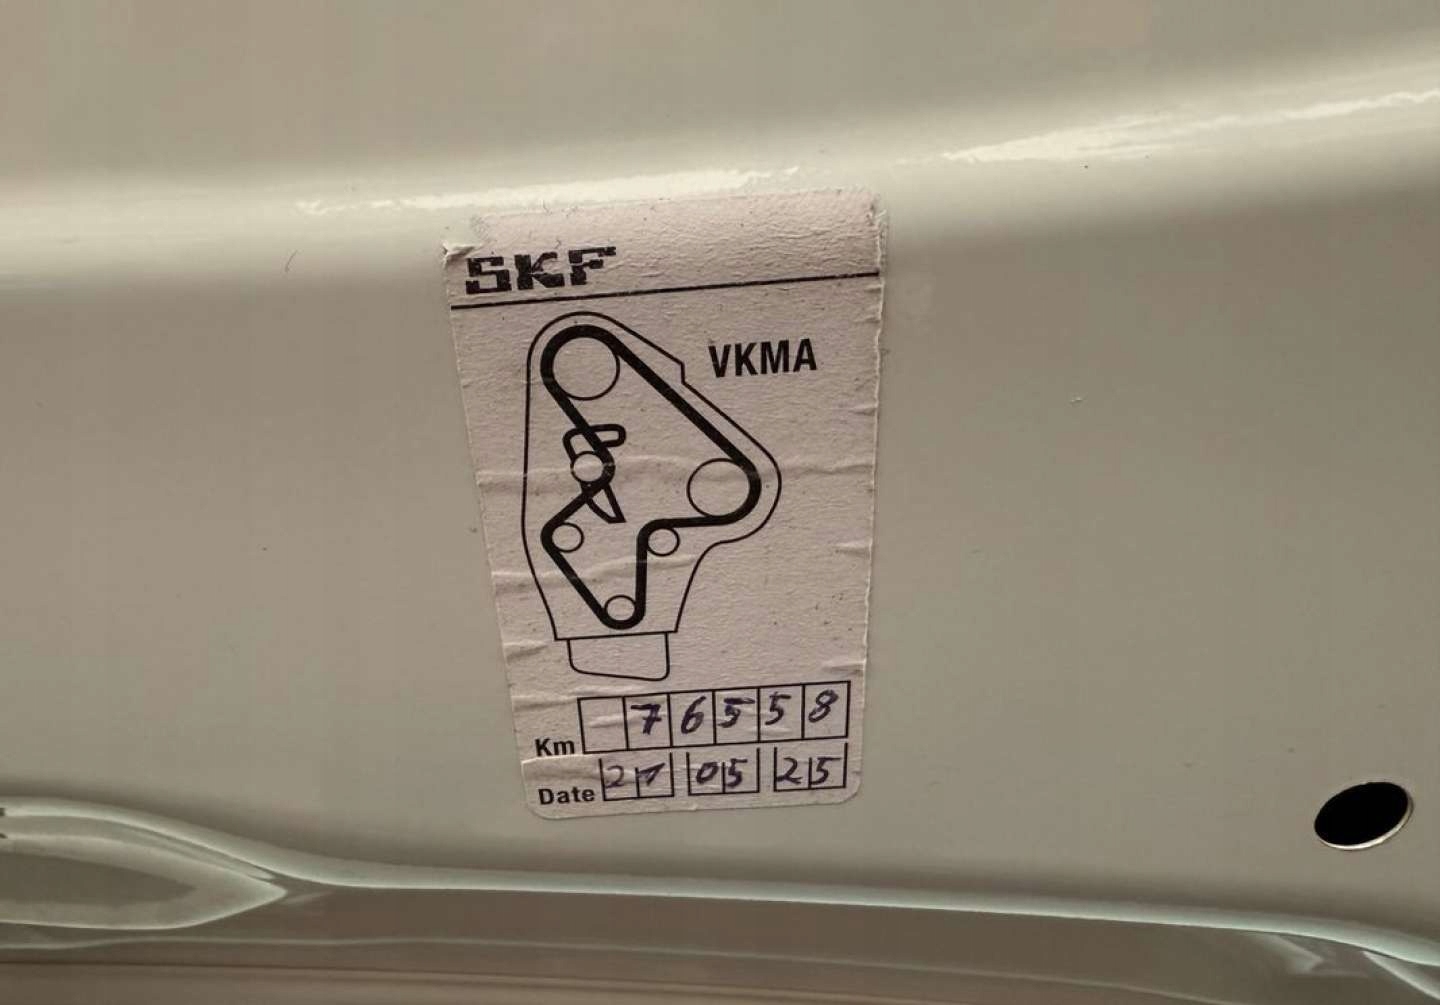 SKF
VKMA
Km 76558
Date 21 05 25